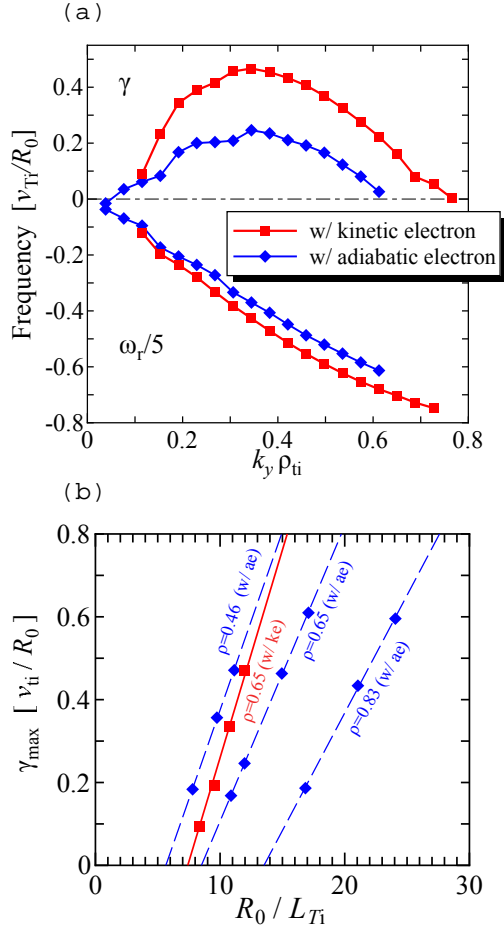 (a)
0.4
0.2
0
-0.2
-0.4
-0.6
-0.8
Frequency [v_Ti/R_0]
γ
w/ kinetic electron
w/ adiabatic electron
ω_r/5
0 0.2 0.4 0.6 0.8
k_y ρ_ti
(b)
0.8
0.6
0.4
0.2
0
γ_max [ v_ti / R_0 ]
ρ=0.46 (w/ ae)
ρ=0.65 (w/ ke)
ρ=0.65 (w/ ae)
ρ=0.83 (w/ ae)
0 10 20 30
R_0 / L_Ti